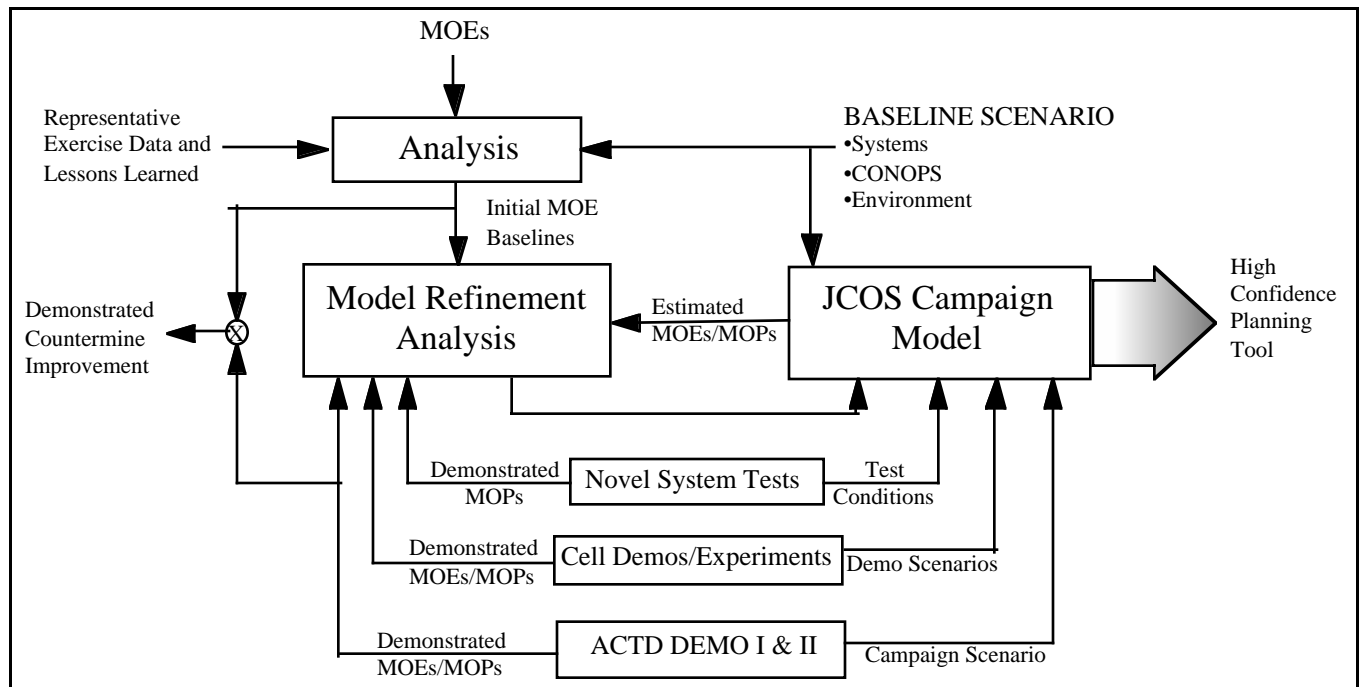 MOEs
Representative
Exercise Data and
Lessons Learned
Analysis
BASELINE SCENARIO
•Systems
•CONOPS
•Environment
Initial MOE
Baselines
Model Refinement
Analysis
Estimated
MOEs/MOPs
JCOS Campaign
Model
High
Confidence
Planning
Tool
Demonstrated
Countermine
Improvement
X
Demonstrated
MOPs
Novel System Tests
Test
Conditions
Demonstrated
MOEs/MOPs
Cell Demos/Experiments
Demo Scenarios
Demonstrated
MOEs/MOPs
ACTD DEMO I & II
Campaign Scenario